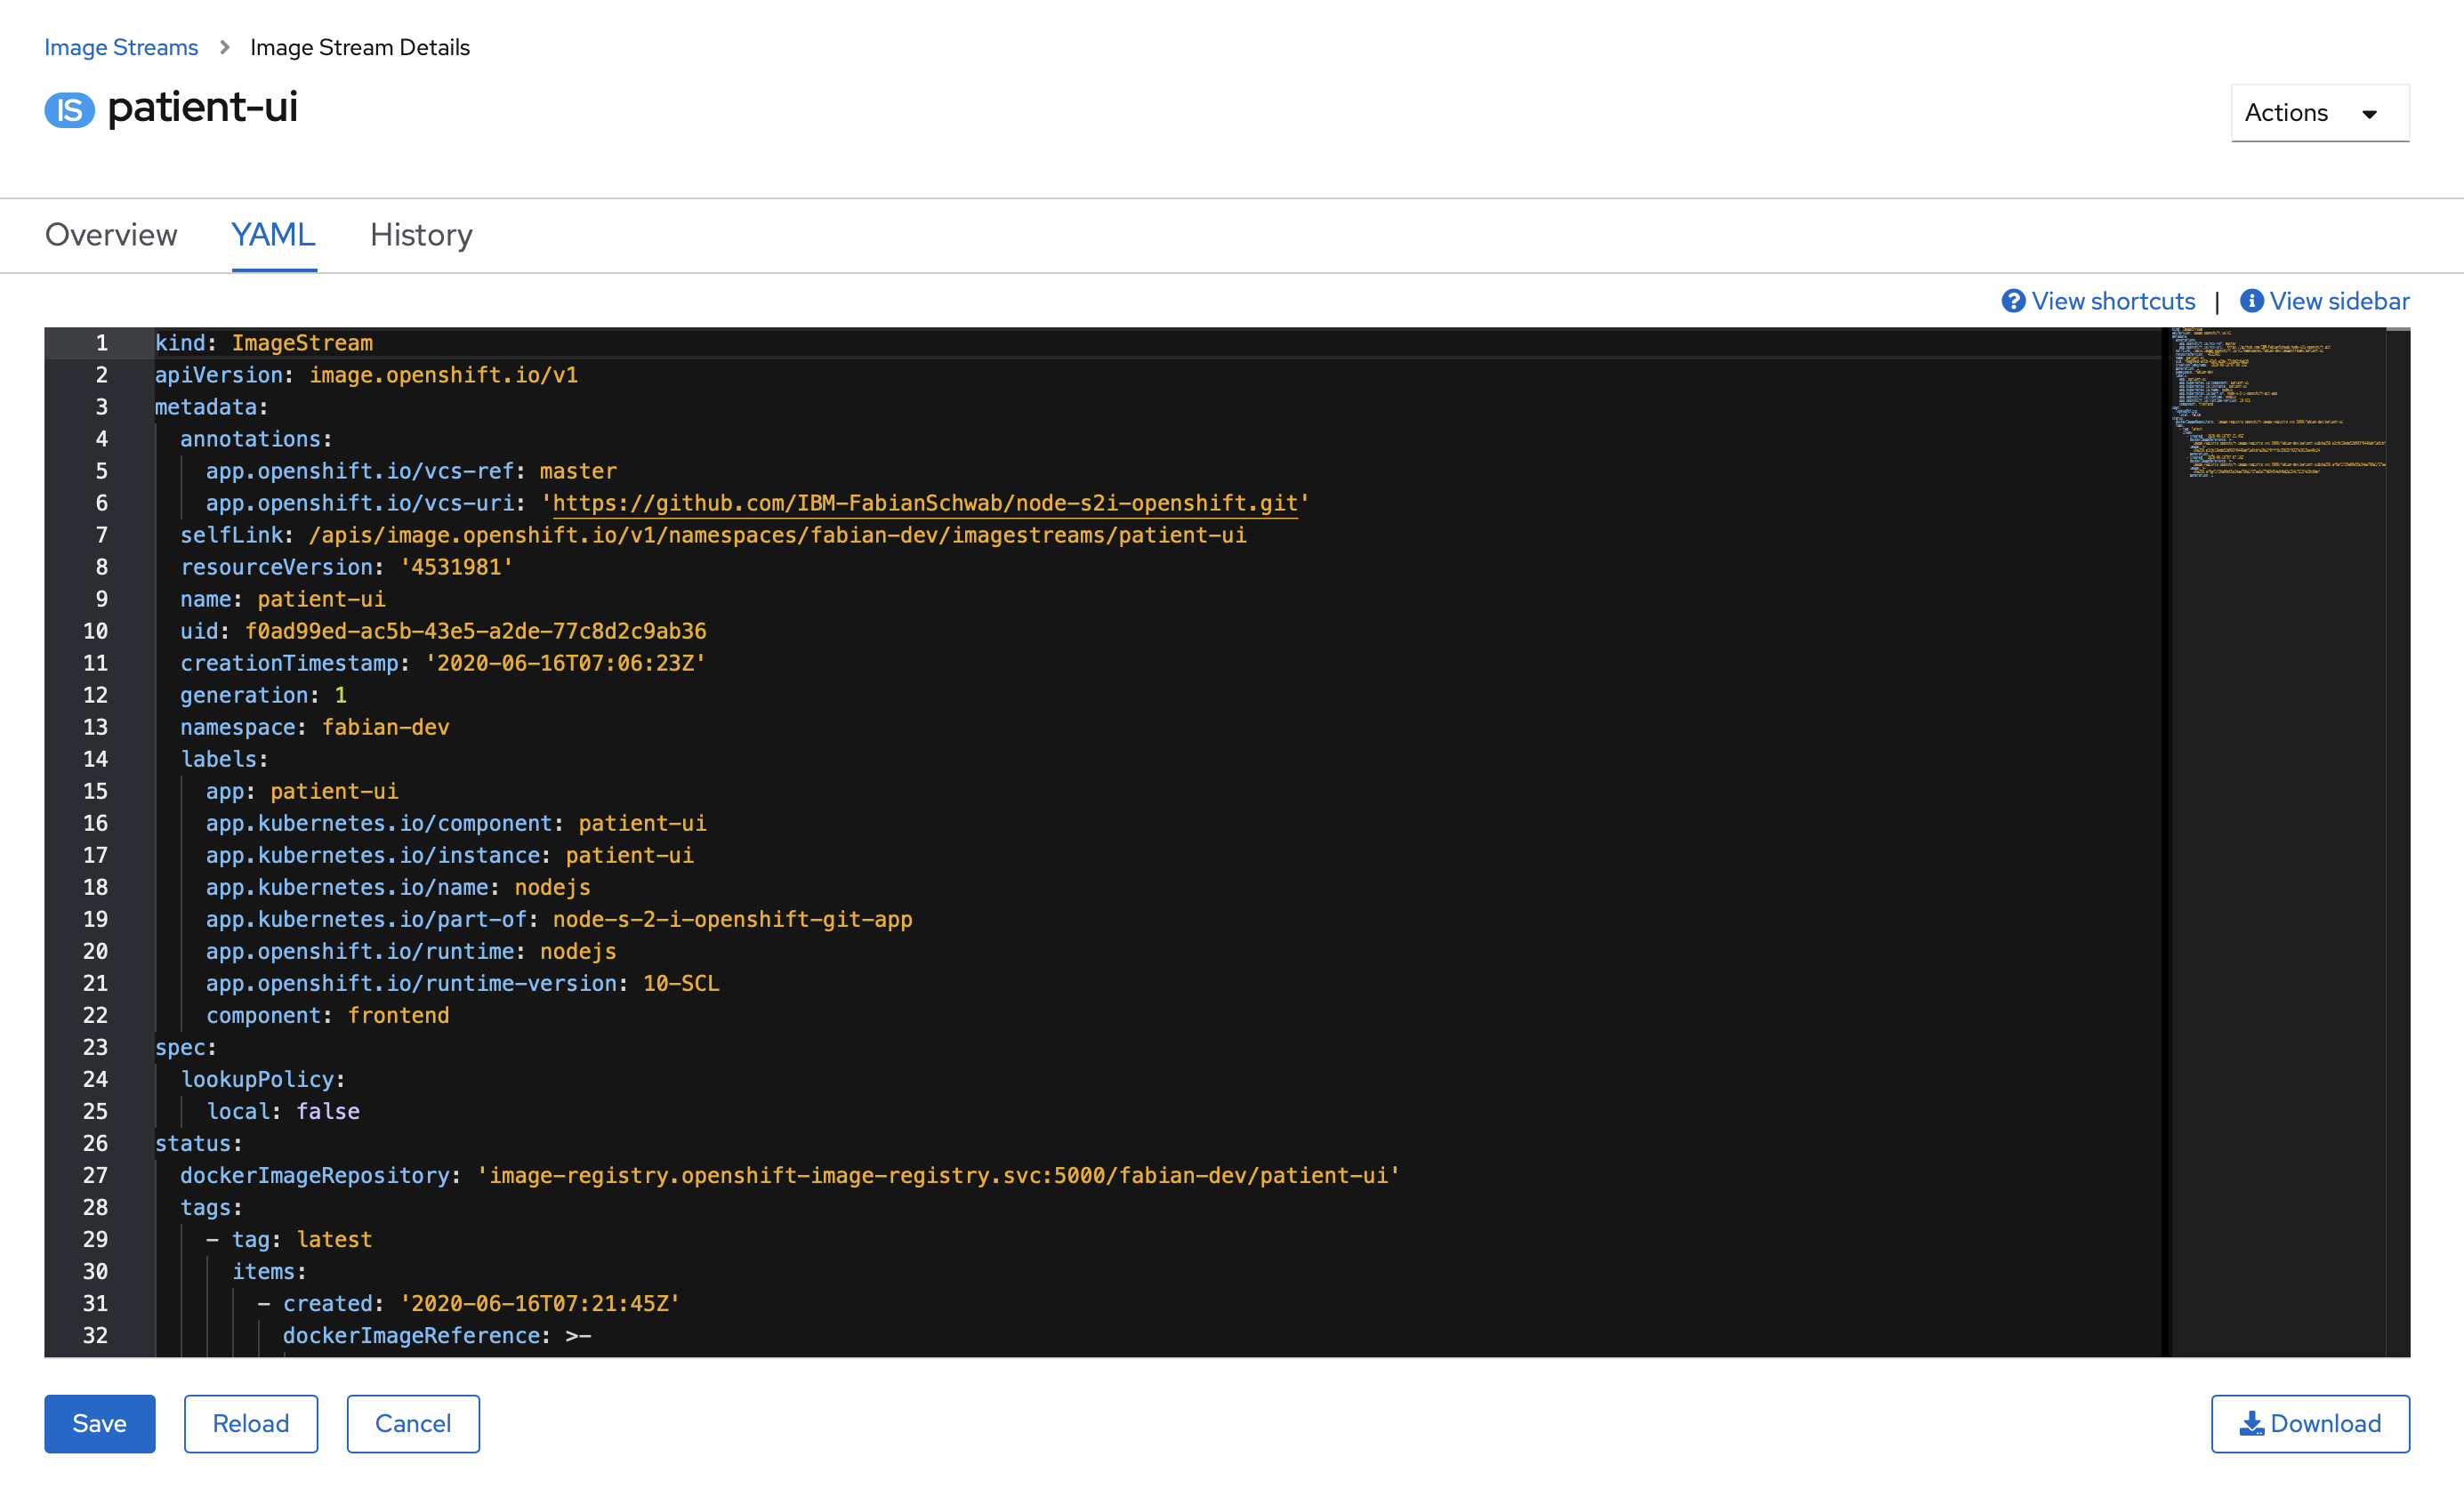 Image Streams > Image Stream Details
IS patient-ui
Actions
Overview YAML History
View shortcuts | View sidebar
1 kind: ImageStream
2 apiVersion: image.openshift.io/v1
3 metadata:
4 annotations:
5 app.openshift.io/vcs-ref: master
6 app.openshift.io/vcs-uri: 'https://github.com/IBM-FabianSchwab/node-s2i-openshift.git'
7 selfLink: /apis/image.openshift.io/v1/namespaces/fabian-dev/imagestreams/patient-ui
8 resourceVersion: '4531981'
9 name: patient-ui
10 uid: f0ad99ed-ac5b-43e5-a2de-77c8d2c9ab36
11 creationTimestamp: '2020-06-16T07:06:23Z'
12 generation: 1
13 namespace: fabian-dev
14 labels:
15 app: patient-ui
16 app.kubernetes.io/component: patient-ui
17 app.kubernetes.io/instance: patient-ui
18 app.kubernetes.io/name: nodejs
19 app.kubernetes.io/part-of: node-s-2-i-openshift-git-app
20 app.openshift.io/runtime: nodejs
21 app.openshift.io/runtime-version: 10-SCL
22 component: frontend
23 spec:
24 lookupPolicy:
25 local: false
26 status:
27 dockerImageRepository: 'image-registry.openshift-image-registry.svc:5000/fabian-dev/patient-ui'
28 tags:
29 - tag: latest
30 items:
31 - created: '2020-06-16T07:21:45Z'
32 dockerImageReference: >-
Save Reload Cancel Download